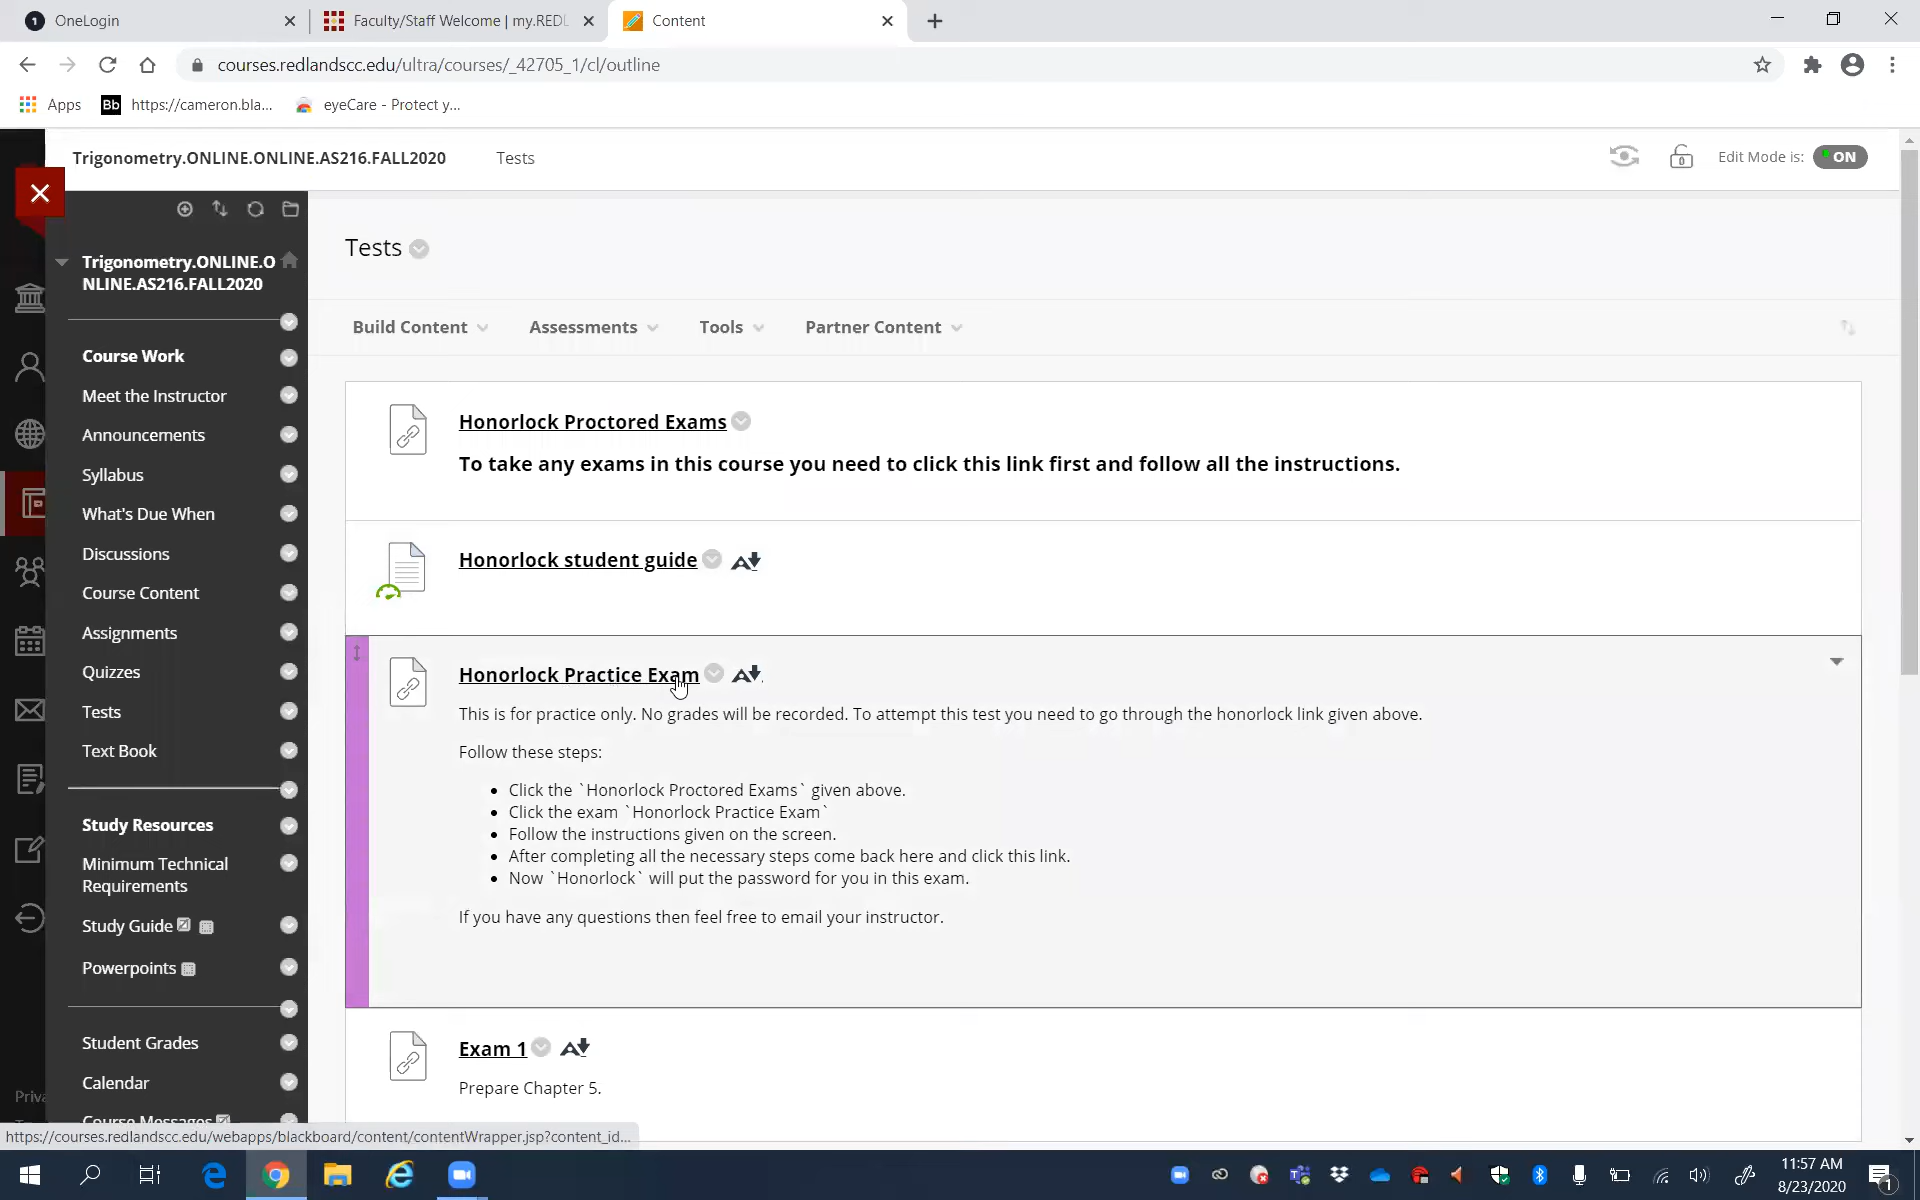 OneLogin
Faculty/Staff Welcome | my.REDL
Content
courses.redlandscc.edu/ultra/courses/_42705_1/cl/outline
Apps
Bb
https://cameron.bla...
eyeCare - Protect y...
Trigonometry.ONLINE.ONLINE.AS216.FALL2020
Tests
Edit Mode is:
ON
Trigonometry.ONLINE.O
NLINE.AS216.FALL2020
Course Work
Meet the Instructor
Announcements
Syllabus
What's Due When
Discussions
Course Content
Assignments
Quizzes
Tests
Text Book
Study Resources
Minimum Technical
Requirements
Study Guide
Powerpoints
Student Grades
Calendar
Course Messages
Tests
Build Content
Assessments
Tools
Partner Content
Honorlock Proctored Exams
To take any exams in this course you need to click this link first and follow all the instructions.
Honorlock student guide
Honorlock Practice Exam
This is for practice only. No grades will be recorded. To attempt this test you need to go through the honorlock link given above.
Follow these steps:
Click the `Honorlock Proctored Exams` given above.
Click the exam `Honorlock Practice Exam`
Follow the instructions given on the screen.
After completing all the necessary steps come back here and click this link.
Now `Honorlock` will put the password for you in this exam.
If you have any questions then feel free to email your instructor.
Exam 1
Prepare Chapter 5.
Priva
https://courses.redlandscc.edu/webapps/blackboard/content/contentWrapper.jsp?content_id...
11:57 AM
8/23/2020
1